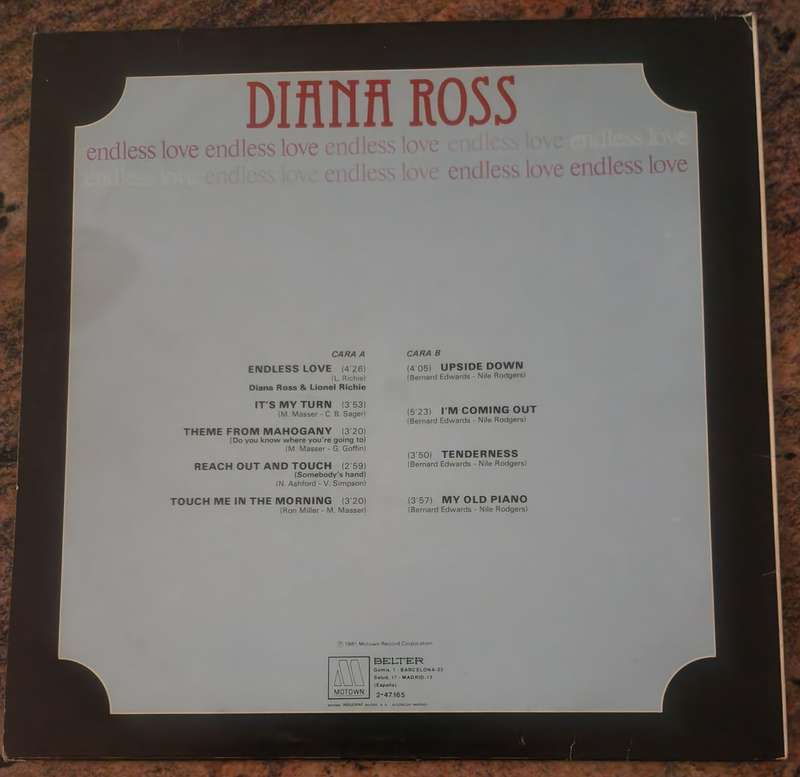 DIANA ROSS
endless love endless love endless love endless love endless love
endless love endless love endless love endless love endless love
CARA A
ENDLESS LOVE (4'26)
(L. Richie)
Diana Ross & Lionel Richie
IT'S MY TURN (3'53)
(M. Masser - C. B. Sager)
THEME FROM MAHOGANY (3'20)
(Do you know where you're going to)
(M. Masser - G. Goffin)
REACH OUT AND TOUCH (2'59)
(Somebody's hand)
(N. Ashford - V. Simpson)
TOUCH ME IN THE MORNING (3'20)
(Ron Miller - M. Masser)
CARA B
(4'05) UPSIDE DOWN
(Bernard Edwards - Nile Rodgers)
(5'23) I'M COMING OUT
(Bernard Edwards - Nile Rodgers)
(3'50) TENDERNESS
(Bernard Edwards - Nile Rodgers)
(3'57) MY OLD PIANO
(Bernard Edwards - Nile Rodgers)
℗ 1981 Motown Record Corporation
MOTOWN
BELTER
Gomis, 1 - BARCELONA-23
Salud, 17 - MADRID-13
(España)
2-47.165